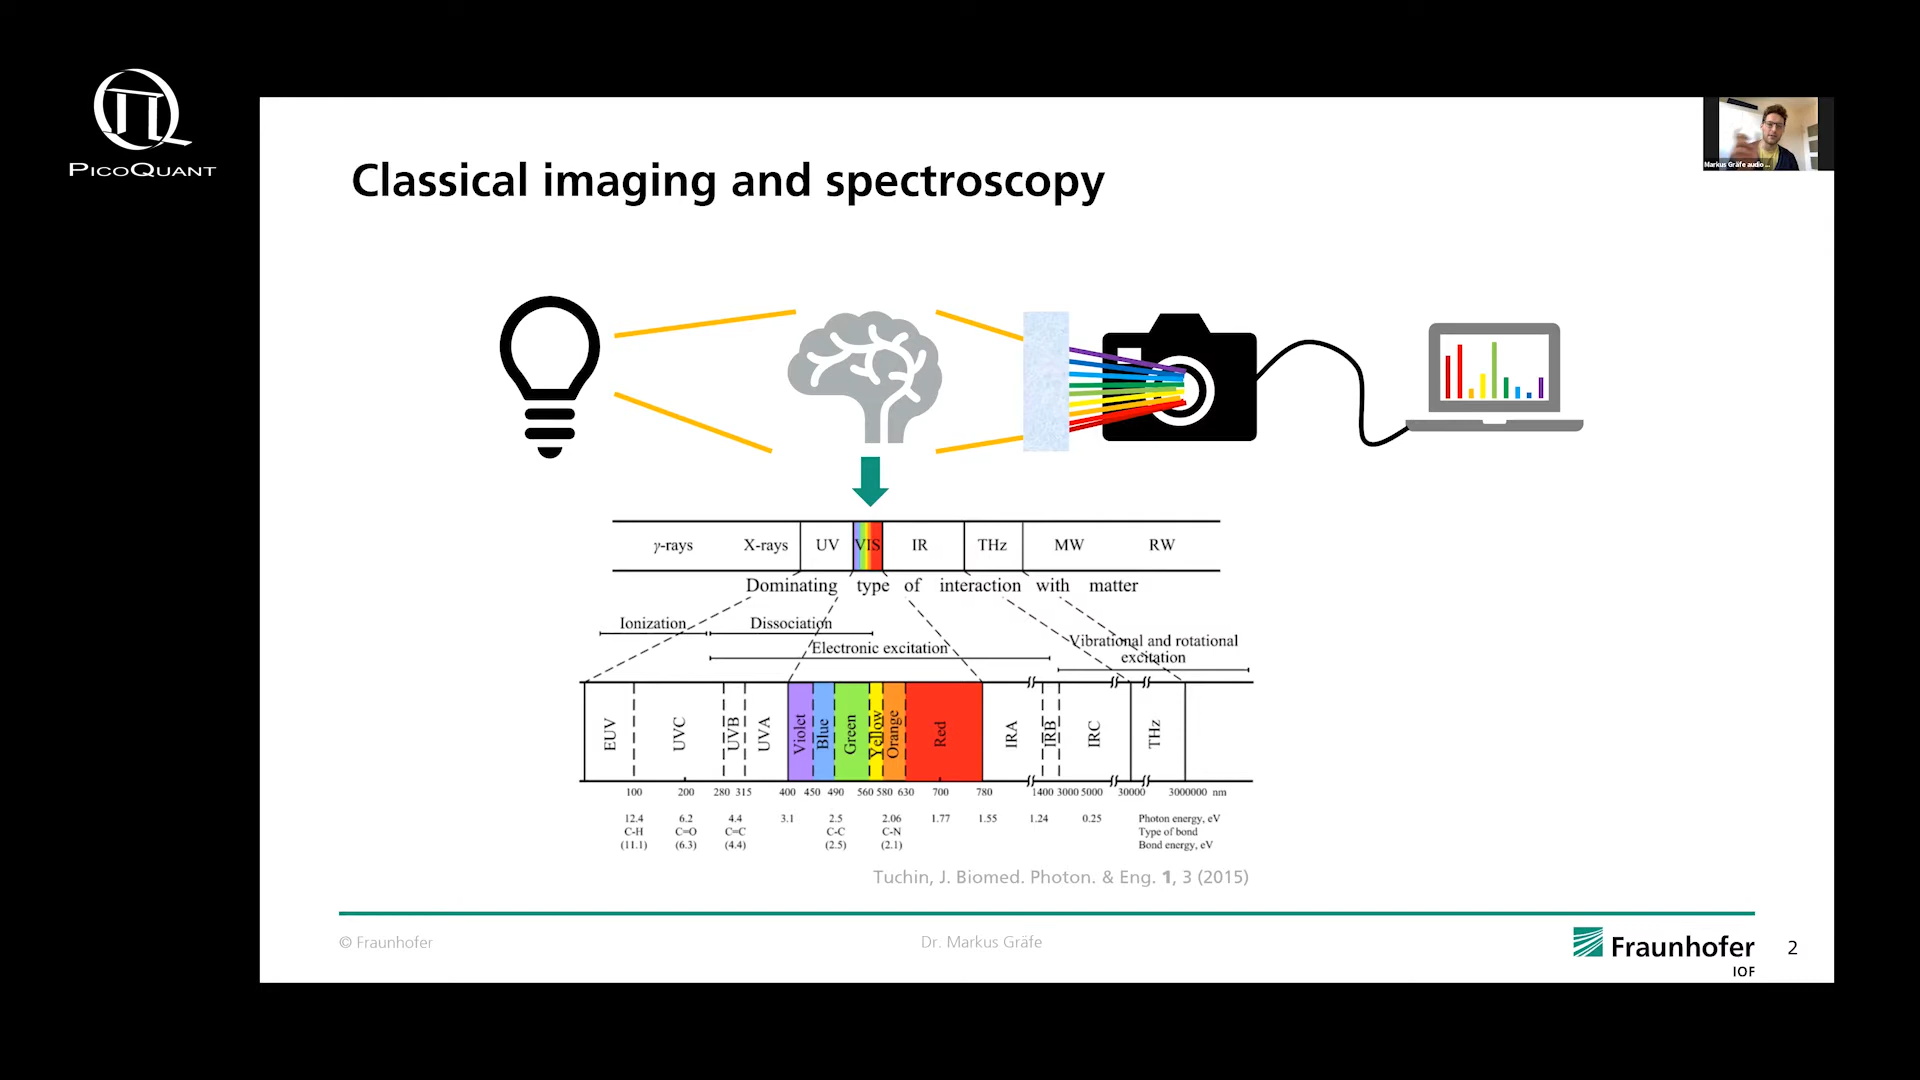 PICOQUANT
Markus Gräfe audio ...
Classical imaging and spectroscopy
γ-rays X-rays UV VIS IR THz MW RW
Dominating type of interaction with matter
Ionization Dissociation
Electronic excitation
Vibrational and rotational
excitation
EUV UVC UVB UVA Violet Blue Green Yellow Orange Red IRA IRB IRC THz
100 200 280 315 400 450 490 560 580 630 700 780 1400 3000 5000 30000 3000000 nm
12.4 6.2 4.4 3.1 2.5 2.06 1.77 1.55 1.24 0.25 Photon energy, eV
C-H C=O C=C C-C C-N Type of bond
(11.1) (6.3) (4.4) (2.5) (2.1) Bond energy, eV
Tuchin, J. Biomed. Photon. & Eng. 1, 3 (2015)
© Fraunhofer Dr. Markus Gräfe Fraunhofer 2
IOF